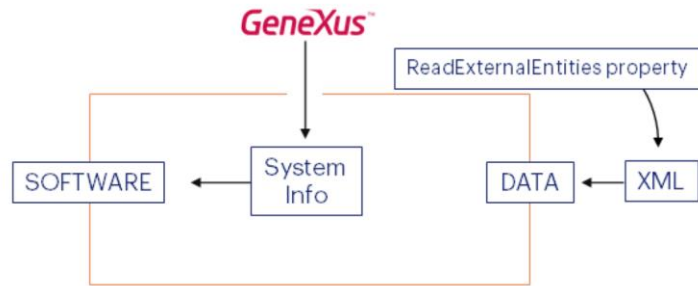 GeneXus™
ReadExternalEntities property
SOFTWARE
System
Info
DATA
XML